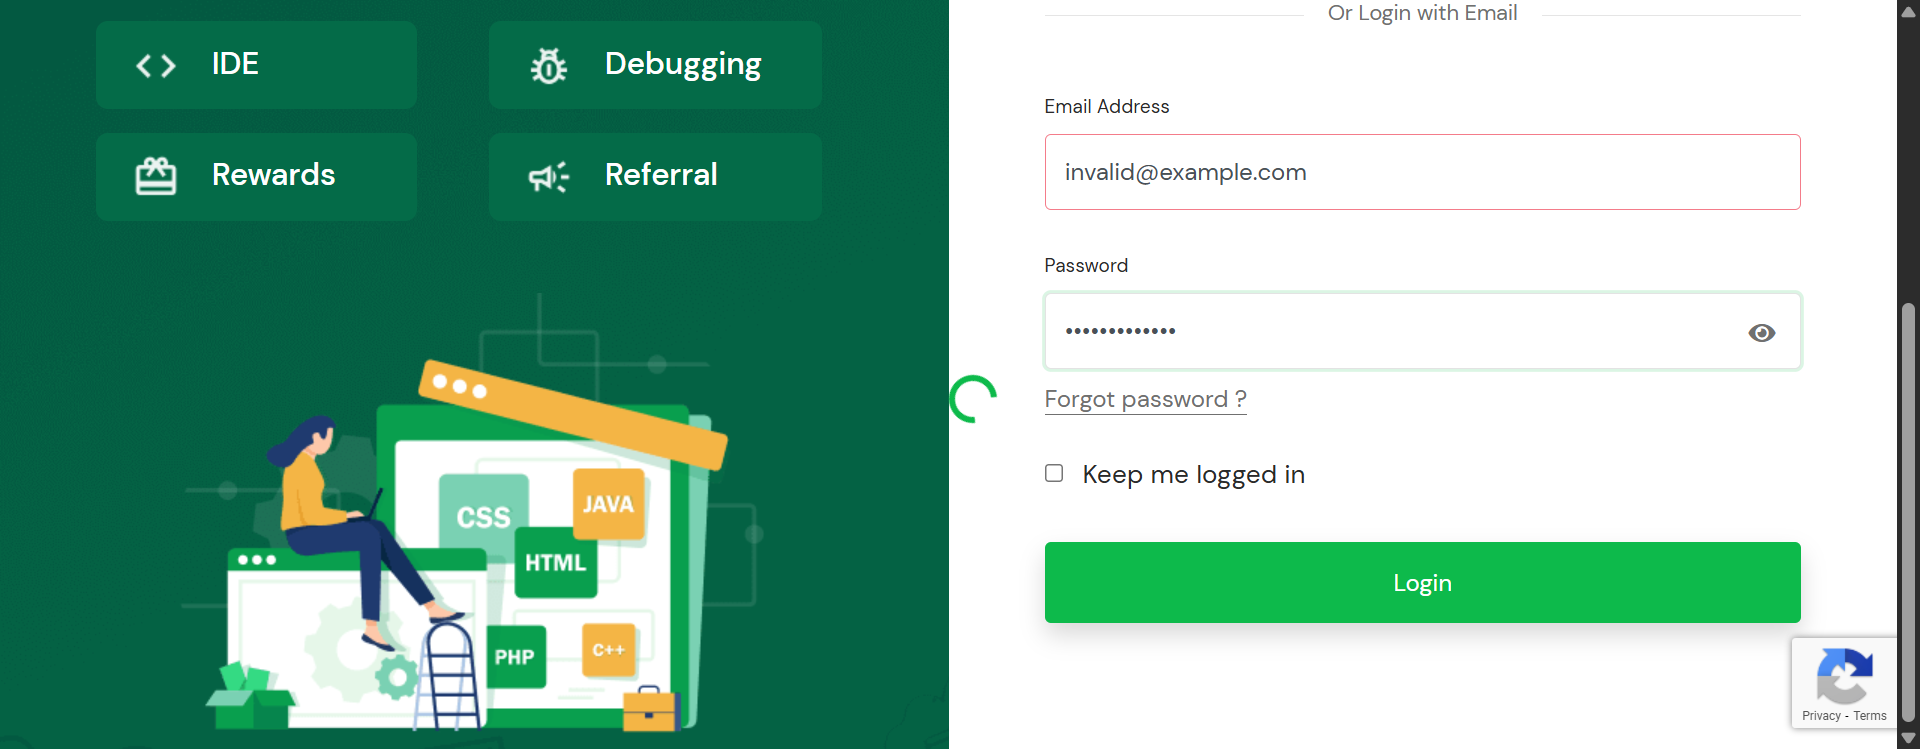 IDE
Debugging
Rewards
Referral
CSS
JAVA
HTML
PHP
C++
Or Login with Email
Email Address
invalid@example.com
Password
•••••••••••••
Forgot password ?
Keep me logged in
Login
Privacy - Terms